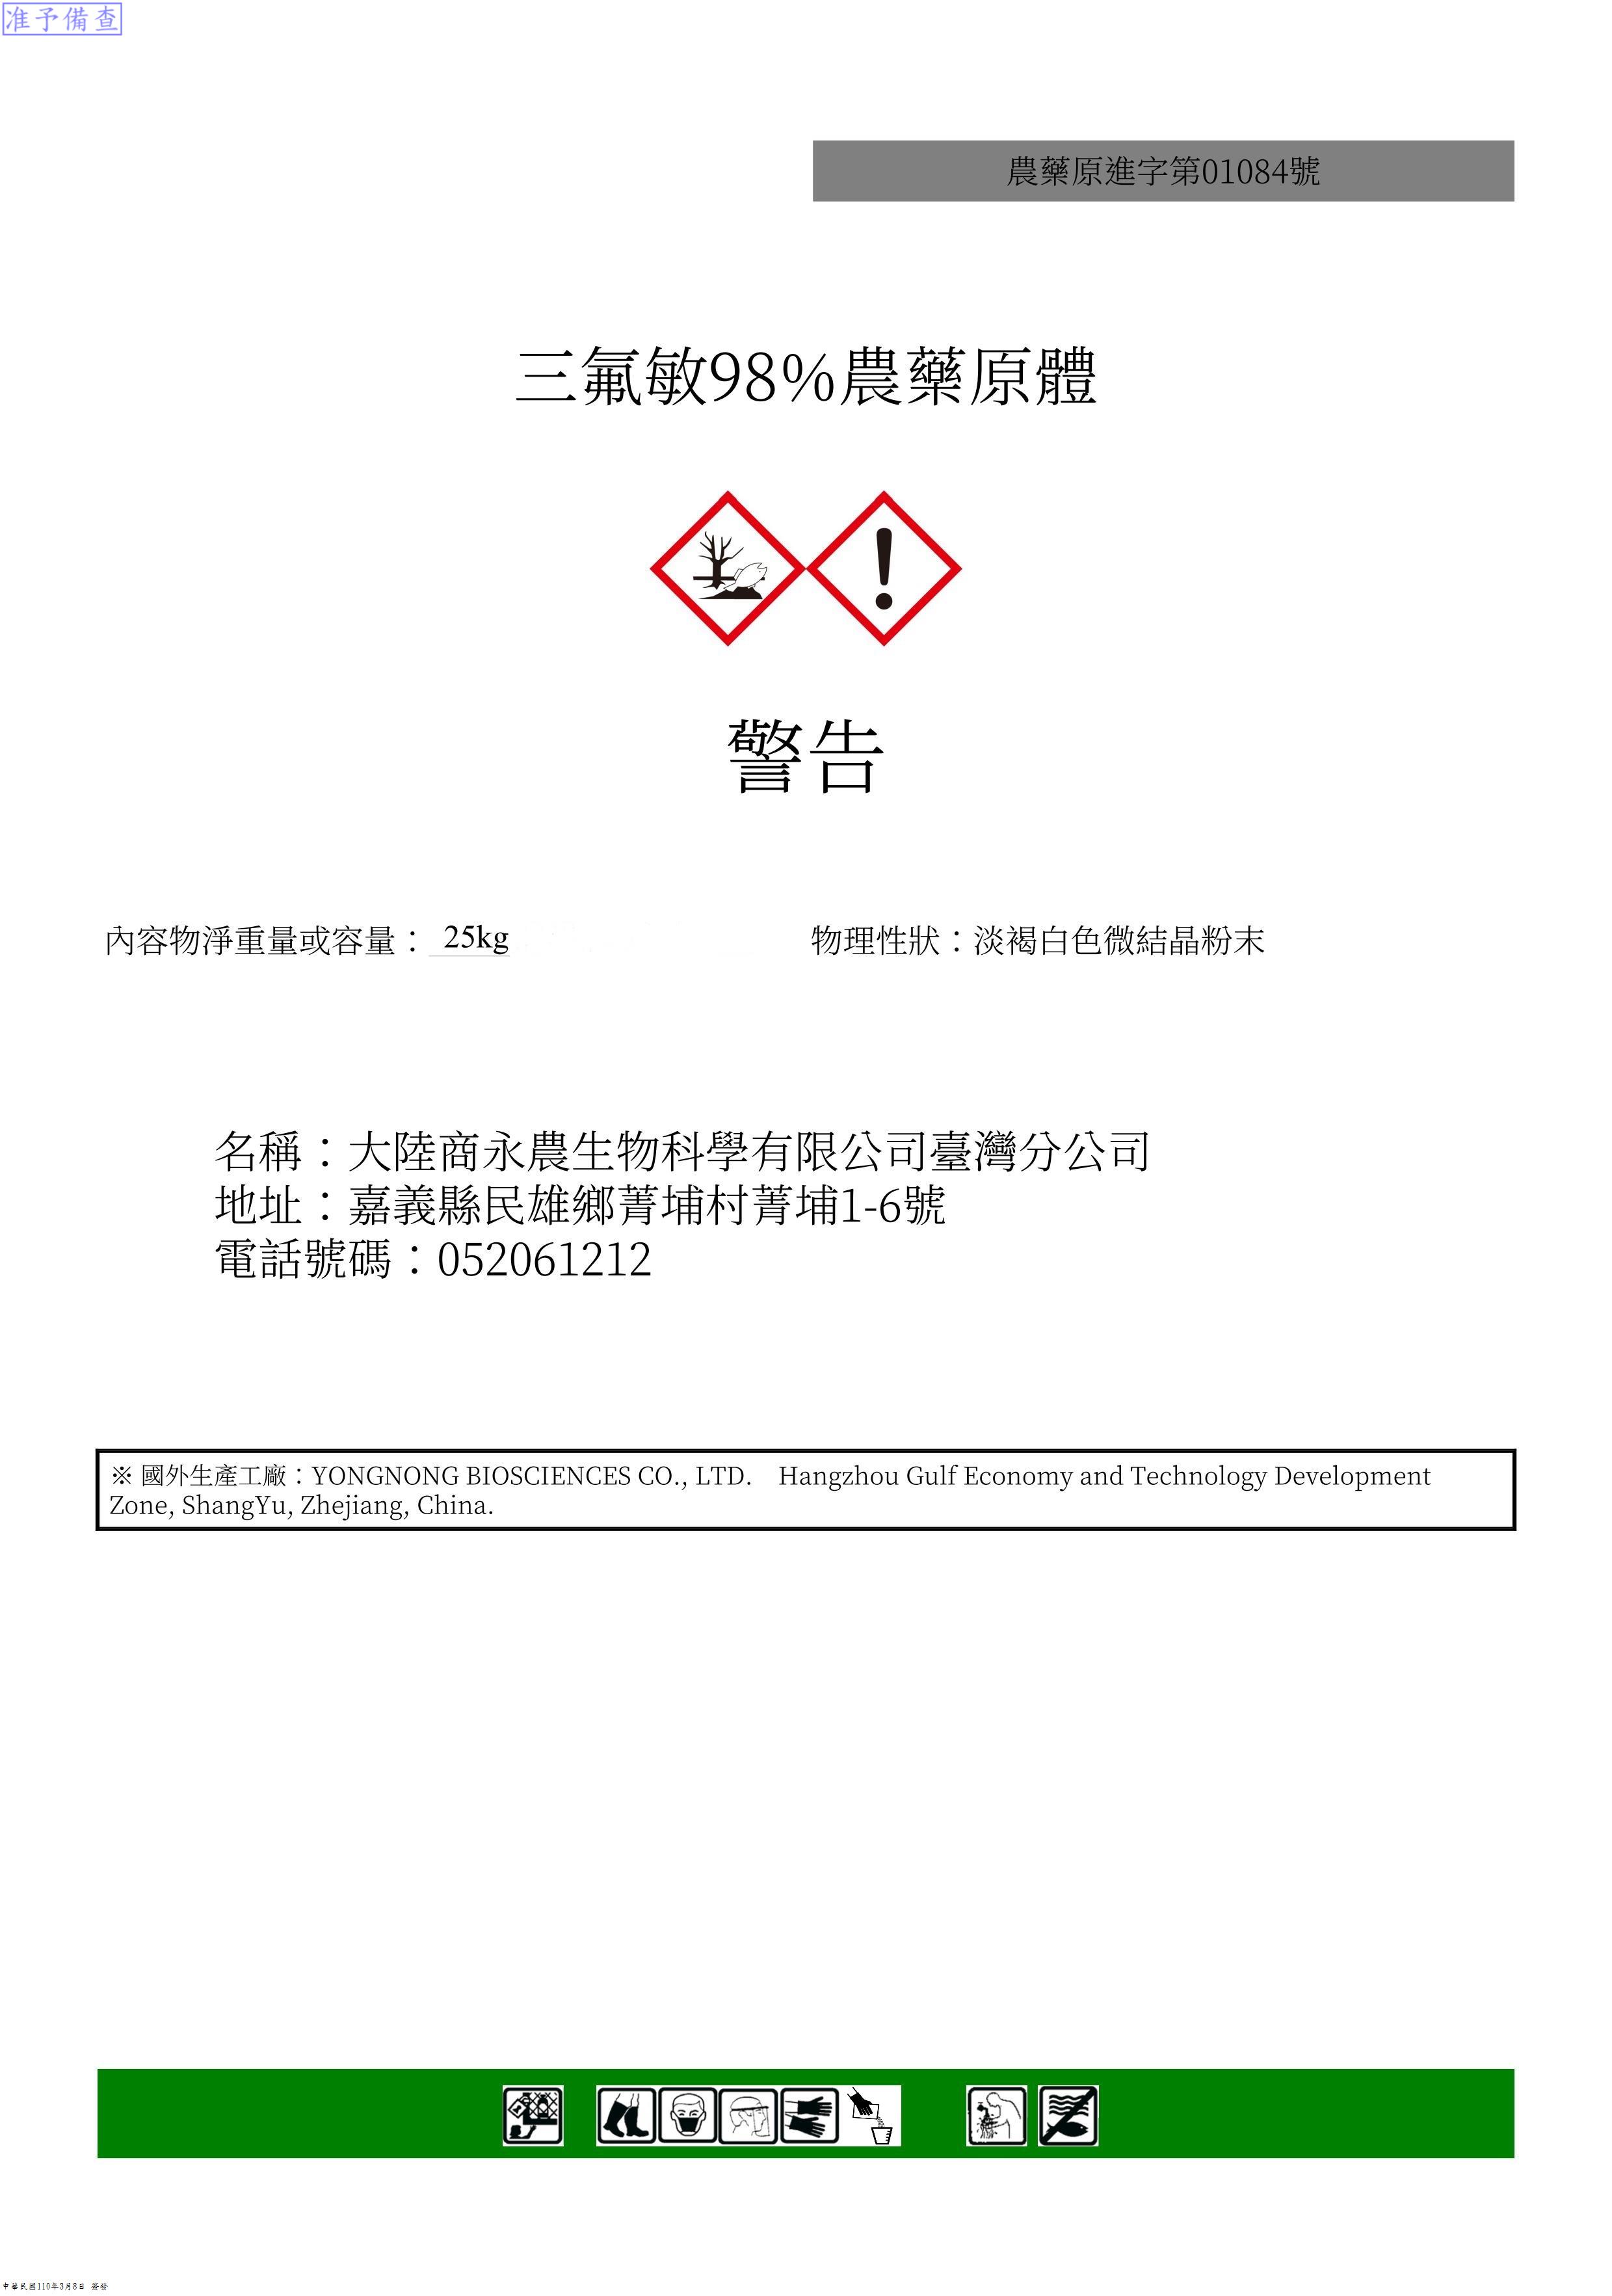 准予備查
農藥原進字第01084號
三氟敏98%農藥原體
警告
內容物淨重量或容量： 25kg
物理性狀：淡褐白色微結晶粉末
名稱：大陸商永農生物科學有限公司臺灣分公司
地址：嘉義縣民雄鄉菁埔村菁埔1-6號
電話號碼：052061212
※ 國外生產工廠：YONGNONG BIOSCIENCES CO., LTD. Hangzhou Gulf Economy and Technology Development
Zone, ShangYu, Zhejiang, China.
中華民國110年3月8日 簽發